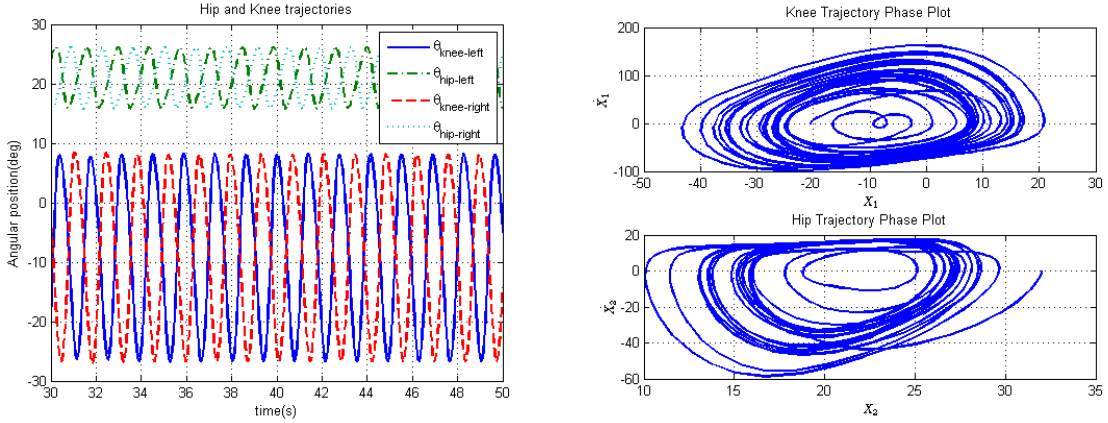 Hip and Knee trajectories
30
20
10
0
-10
-20
-30
Angular position(deg)
θknee-left
θhip-left
θknee-right
θhip-right
30 32 34 36 38 40 42 44 46 48 50
time(s)
Knee Trajectory Phase Plot
200
100
0
-100
Ẋ1
-50 -40 -30 -20 -10 0 10 20 30
X1
Hip Trajectory Phase Plot
20
0
-20
-40
-60
Ẋ2
10 15 20 25 30 35
X2